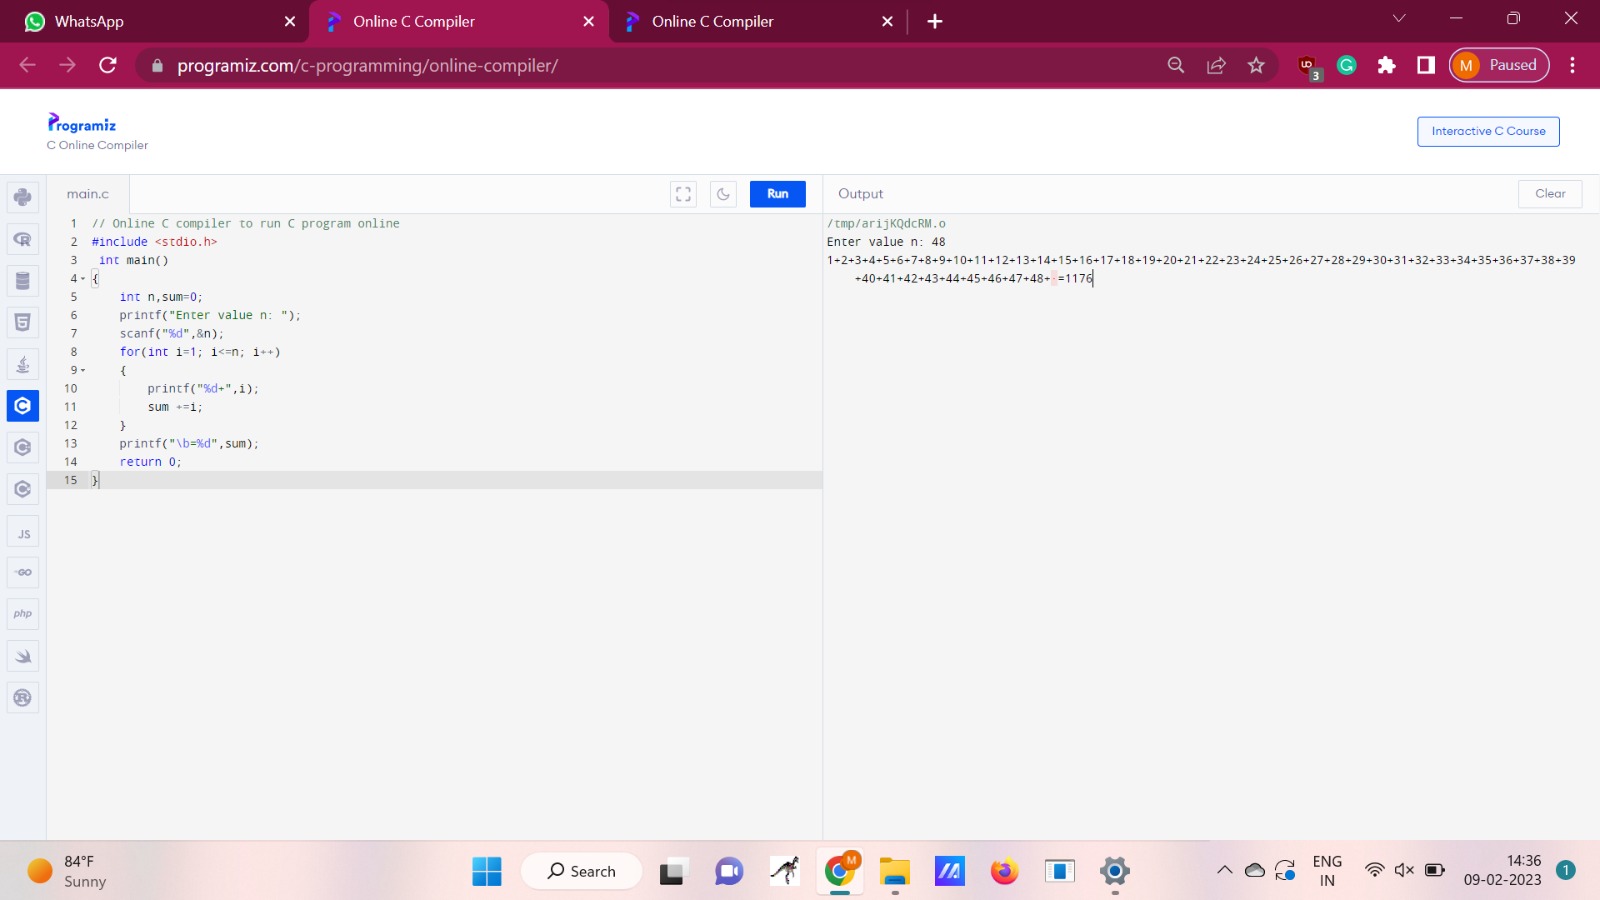 WhatsApp
Online C Compiler
Online C Compiler
programiz.com/c-programming/online-compiler/
3
M Paused
Programiz
C Online Compiler
Interactive C Course
main.c
Run
Output
Clear
1 // Online C compiler to run C program online
2 #include <stdio.h>
3 int main()
4 {
5 int n,sum=0;
6 printf("Enter value n: ");
7 scanf("%d",&n);
8 for(int i=1; i<=n; i++)
9 {
10 printf("%d+",i);
11 sum +=i;
12 }
13 printf("\b=%d",sum);
14 return 0;
15 }
/tmp/arijKQdcRM.o
Enter value n: 48
1+2+3+4+5+6+7+8+9+10+11+12+13+14+15+16+17+18+19+20+21+22+23+24+25+26+27+28+29+30+31+32+33+34+35+36+37+38+39
+40+41+42+43+44+45+46+47+48+·=1176
JS
GO
php
84°F
Sunny
Search
M
ENG
IN
14:36
09-02-2023
1